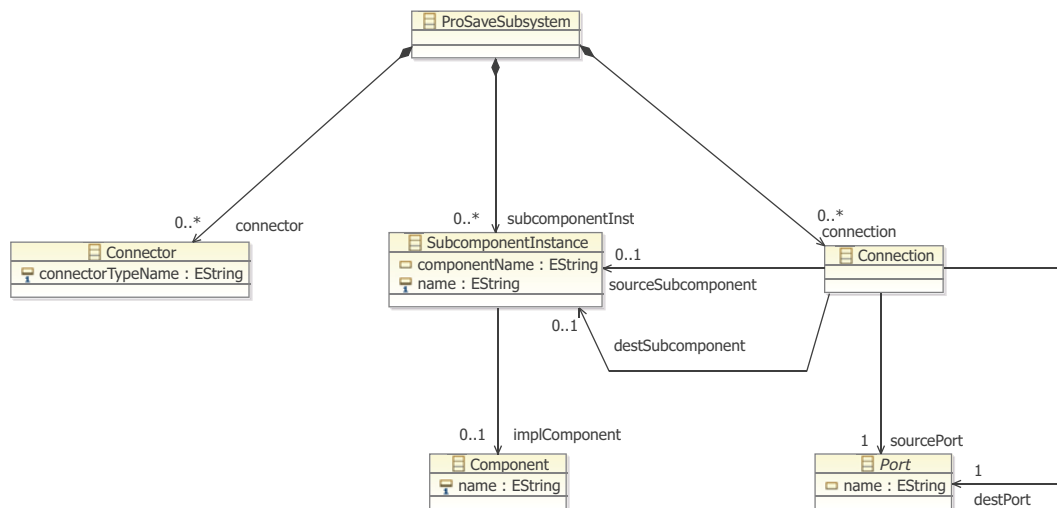 ProSaveSubsystem
0..*
connector
0..*
subcomponentInst
0..*
connection
Connector
connectorTypeName : EString
SubcomponentInstance
componentName : EString
name : EString
0..1
sourceSubcomponent
Connection
0..1
destSubcomponent
0..1
implComponent
1
sourcePort
Component
name : EString
Port
name : EString
1
destPort